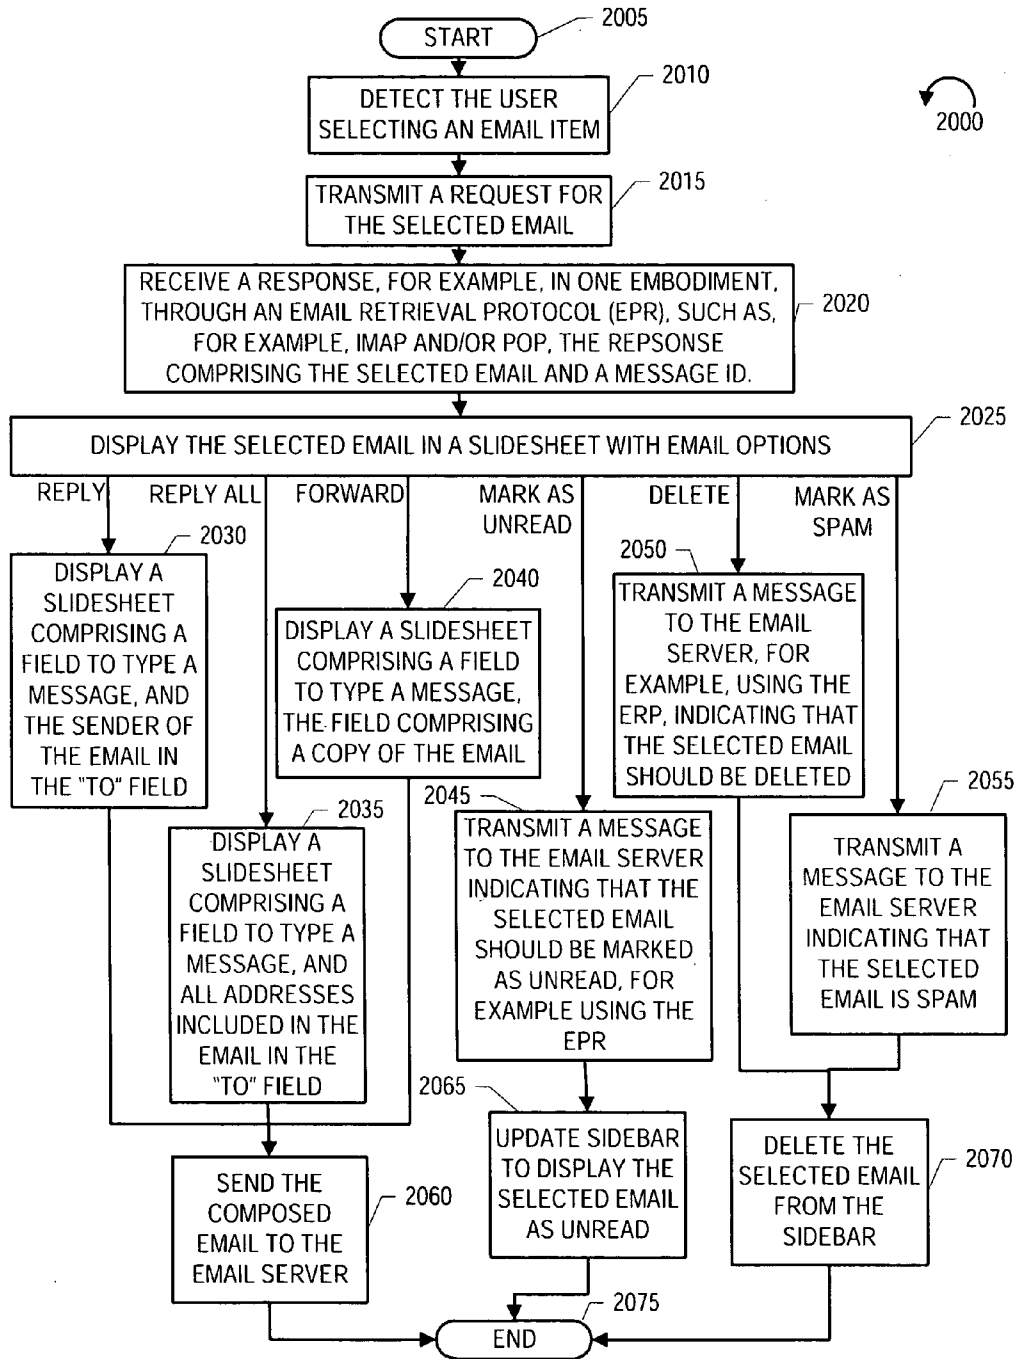 START
2005
DETECT THE USER
SELECTING AN EMAIL ITEM
2010
2000
TRANSMIT A REQUEST FOR
THE SELECTED EMAIL
2015
RECEIVE A RESPONSE, FOR EXAMPLE, IN ONE EMBODIMENT,
THROUGH AN EMAIL RETRIEVAL PROTOCOL (EPR), SUCH AS,
FOR EXAMPLE, IMAP AND/OR POP, THE REPSONSE
COMPRISING THE SELECTED EMAIL AND A MESSAGE ID.
2020
DISPLAY THE SELECTED EMAIL IN A SLIDESHEET WITH EMAIL OPTIONS
2025
REPLY
REPLY ALL
FORWARD
MARK AS
UNREAD
DELETE
MARK AS
SPAM
2030
DISPLAY A
SLIDESHEET
COMPRISING A
FIELD TO TYPE A
MESSAGE, AND
THE SENDER OF
THE EMAIL IN
THE "TO" FIELD
2040
DISPLAY A SLIDESHEET
COMPRISING A FIELD
TO TYPE A MESSAGE,
THE FIELD COMPRISING
A COPY OF THE EMAIL
2050
TRANSMIT A MESSAGE
TO THE EMAIL
SERVER, FOR
EXAMPLE, USING THE
ERP, INDICATING THAT
THE SELECTED EMAIL
SHOULD BE DELETED
2035
DISPLAY A
SLIDESHEET
COMPRISING A
FIELD TO TYPE A
MESSAGE, AND
ALL ADDRESSES
INCLUDED IN THE
EMAIL IN THE
"TO" FIELD
2045
TRANSMIT A MESSAGE
TO THE EMAIL SERVER
INDICATING THAT THE
SELECTED EMAIL
SHOULD BE MARKED
AS UNREAD, FOR
EXAMPLE USING THE
EPR
2055
TRANSMIT A
MESSAGE TO THE
EMAIL SERVER
INDICATING THAT
THE SELECTED
EMAIL IS SPAM
SEND THE
COMPOSED
EMAIL TO THE
EMAIL SERVER
2060
2065
UPDATE SIDEBAR
TO DISPLAY THE
SELECTED EMAIL
AS UNREAD
DELETE THE
SELECTED EMAIL
FROM THE
SIDEBAR
2070
2075
END